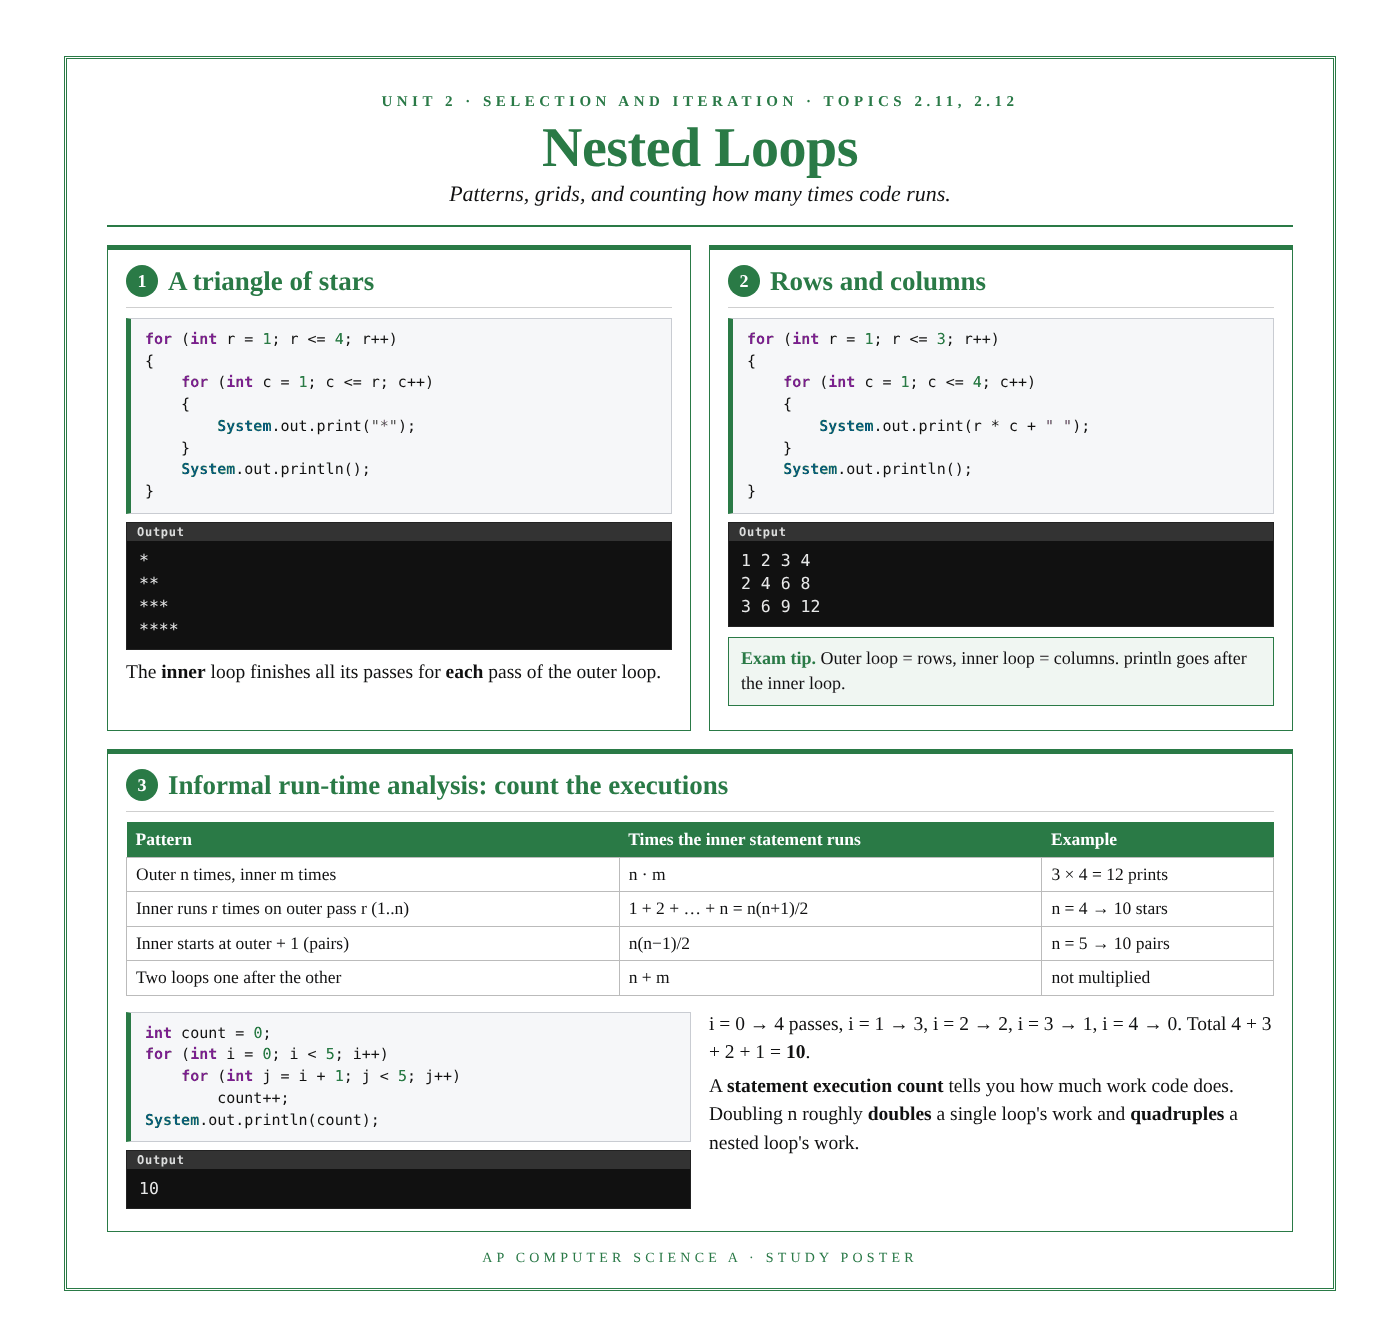 UNIT 2 · SELECTION AND ITERATION · TOPICS 2.11, 2.12
Nested Loops
Patterns, grids, and counting how many times code runs.
1 A triangle of stars
for (int r = 1; r <= 4; r++)
{
    for (int c = 1; c <= r; c++)
    {
        System.out.print("*");
    }
    System.out.println();
}
Output
*
**
***
****
The inner loop finishes all its passes for each pass of the outer loop.
2 Rows and columns
for (int r = 1; r <= 3; r++)
{
    for (int c = 1; c <= 4; c++)
    {
        System.out.print(r * c + " ");
    }
    System.out.println();
}
Output
1 2 3 4
2 4 6 8
3 6 9 12
Exam tip. Outer loop = rows, inner loop = columns. println goes after
the inner loop.
3 Informal run-time analysis: count the executions
Pattern Times the inner statement runs Example
Outer n times, inner m times n · m 3 × 4 = 12 prints
Inner runs r times on outer pass r (1..n) 1 + 2 + … + n = n(n+1)/2 n = 4 → 10 stars
Inner starts at outer + 1 (pairs) n(n−1)/2 n = 5 → 10 pairs
Two loops one after the other n + m not multiplied
int count = 0;
for (int i = 0; i < 5; i++)
    for (int j = i + 1; j < 5; j++)
        count++;
System.out.println(count);
Output
10
i = 0 → 4 passes, i = 1 → 3, i = 2 → 2, i = 3 → 1, i = 4 → 0. Total 4 + 3
+ 2 + 1 = 10.
A statement execution count tells you how much work code does.
Doubling n roughly doubles a single loop's work and quadruples a
nested loop's work.
AP COMPUTER SCIENCE A · STUDY POSTER